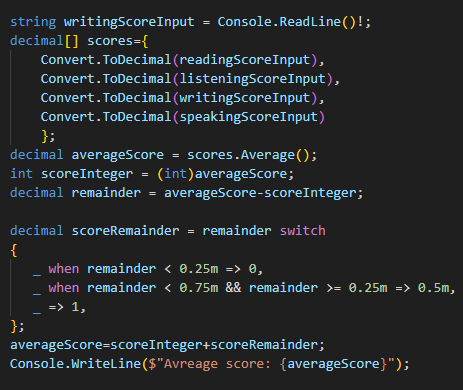 string writingScoreInput = Console.ReadLine()!;
decimal[] scores={
    Convert.ToDecimal(readingScoreInput),
    Convert.ToDecimal(listeningScoreInput),
    Convert.ToDecimal(writingScoreInput),
    Convert.ToDecimal(speakingScoreInput)
    };
decimal averageScore = scores.Average();
int scoreInteger = (int)averageScore;
decimal remainder = averageScore-scoreInteger;

decimal scoreRemainder = remainder switch
{
   _ when remainder < 0.25m => 0,
   _ when remainder < 0.75m && remainder >= 0.25m => 0.5m,
   _ => 1,
};
averageScore=scoreInteger+scoreRemainder;
Console.WriteLine($"Avreage score: {averageScore}");